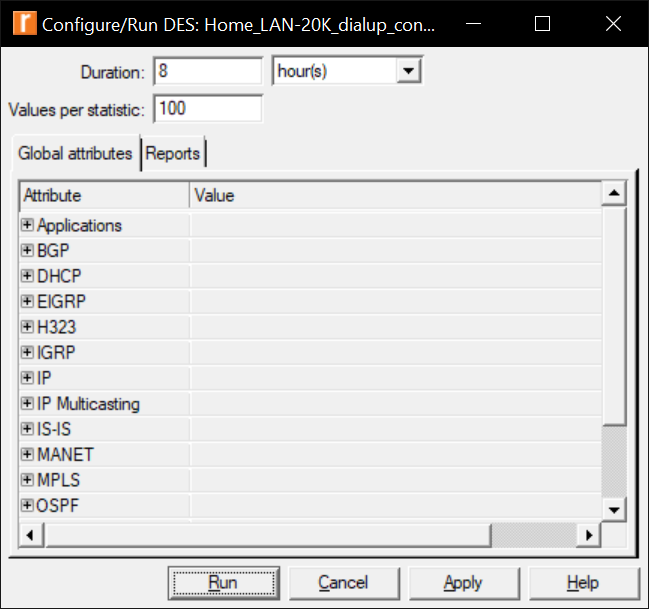 Configure/Run DES: Home_LAN-20K_dialup_con...
Duration: 8 hour(s)
Values per statistic: 100
Global attributes Reports
Attribute Value
Applications
BGP
DHCP
EIGRP
H323
IGRP
IP
IP Multicasting
IS-IS
MANET
MPLS
OSPF
Run Cancel Apply Help